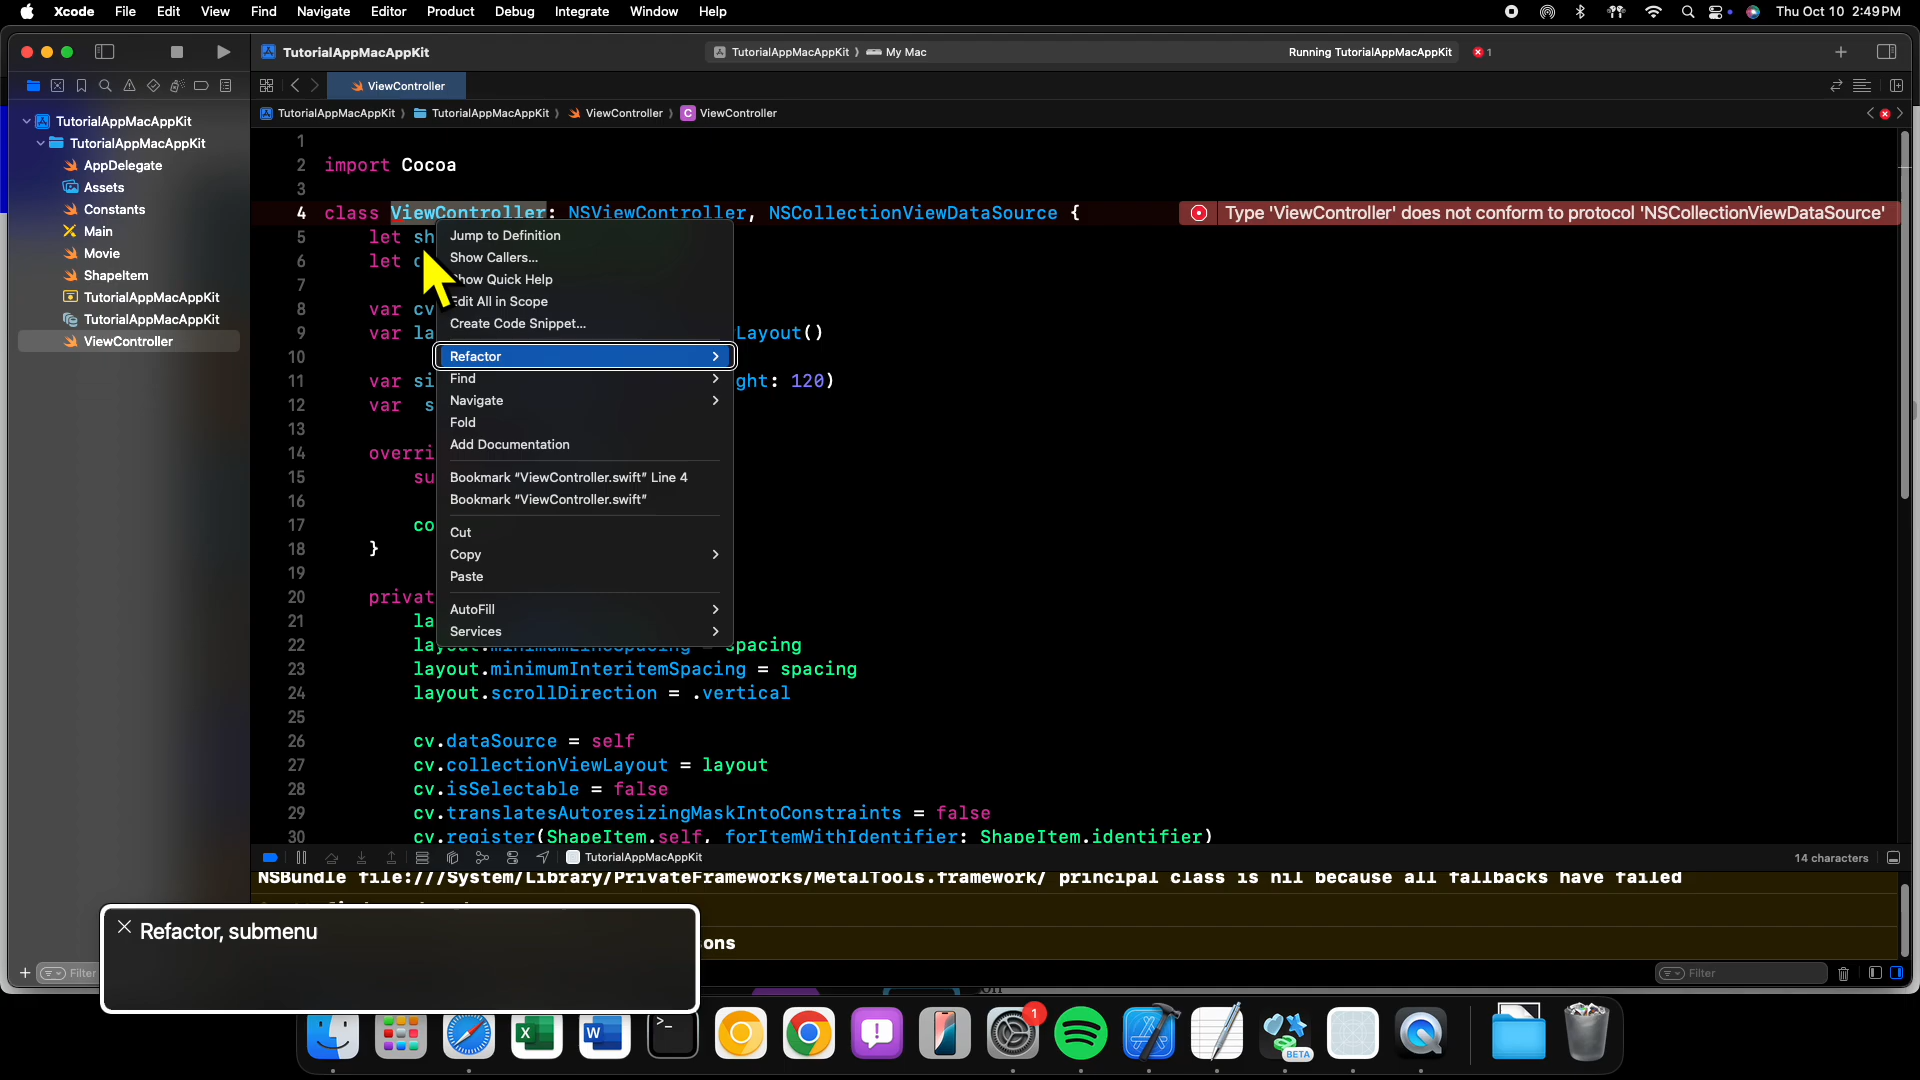 Xcode File Edit View Find Navigate Editor Product Debug Integrate Window Help Thu Oct 10 2:49 PM
TutorialAppMacAppKit TutorialAppMacAppKit My Mac Running TutorialAppMacAppKit 1
ViewController
TutorialAppMacAppKit TutorialAppMacAppKit ViewController C ViewController
TutorialAppMacAppKit
TutorialAppMacAppKit
AppDelegate
Assets
Constants
Main
Movie
ShapeItem
TutorialAppMacAppKit
TutorialAppMacAppKit
ViewController
Filter
1
2 import Cocoa
3
4 class ViewController: NSViewController, NSCollectionViewDataSource { Type 'ViewController' does not conform to protocol 'NSCollectionViewDataSource'
5 let sh
6 let
7
8 var cv
9 var la Layout()
10
11 var si ght: 120)
12 var s
13
14 overri
15 su
16
17 co
18 }
19
20 privat
21 la
22 spacing
23 layout.minimumInteritemSpacing = spacing
24 layout.scrollDirection = .vertical
25
26 cv.dataSource = self
27 cv.collectionViewLayout = layout
28 cv.isSelectable = false
29 cv.translatesAutoresizingMaskIntoConstraints = false
30 cv.register(ShapeItem.self, forItemWithIdentifier: ShapeItem.identifier)
Jump to Definition
Show Callers...
how Quick Help
Edit All in Scope
Create Code Snippet...
Refactor
Find
Navigate
Fold
Add Documentation
Bookmark “ViewController.swift” Line 4
Bookmark “ViewController.swift”
Cut
Copy
Paste
AutoFill
Services
TutorialAppMacAppKit 14 characters
NSBundle file:///System/Library/PrivateFrameworks/MetalTools.framework/ principal class is nil because all fallbacks have failed
ons
Filter
Refactor, submenu
1
BETA